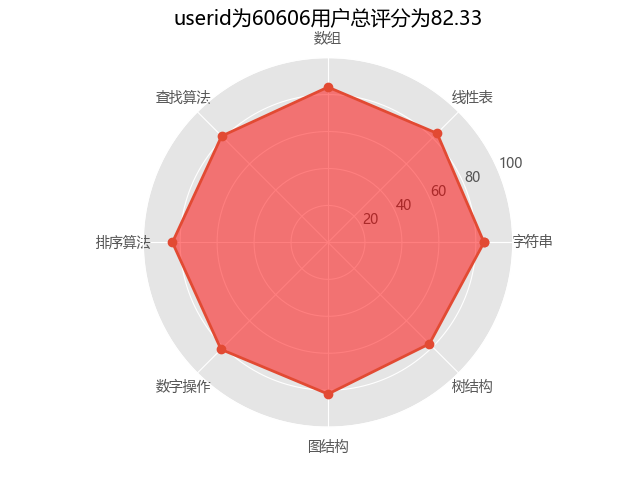 userid为60606用户总评分为82.33
数组
查找算法
线性表
100
80
60
40
20
排序算法
字符串
数字操作
树结构
图结构